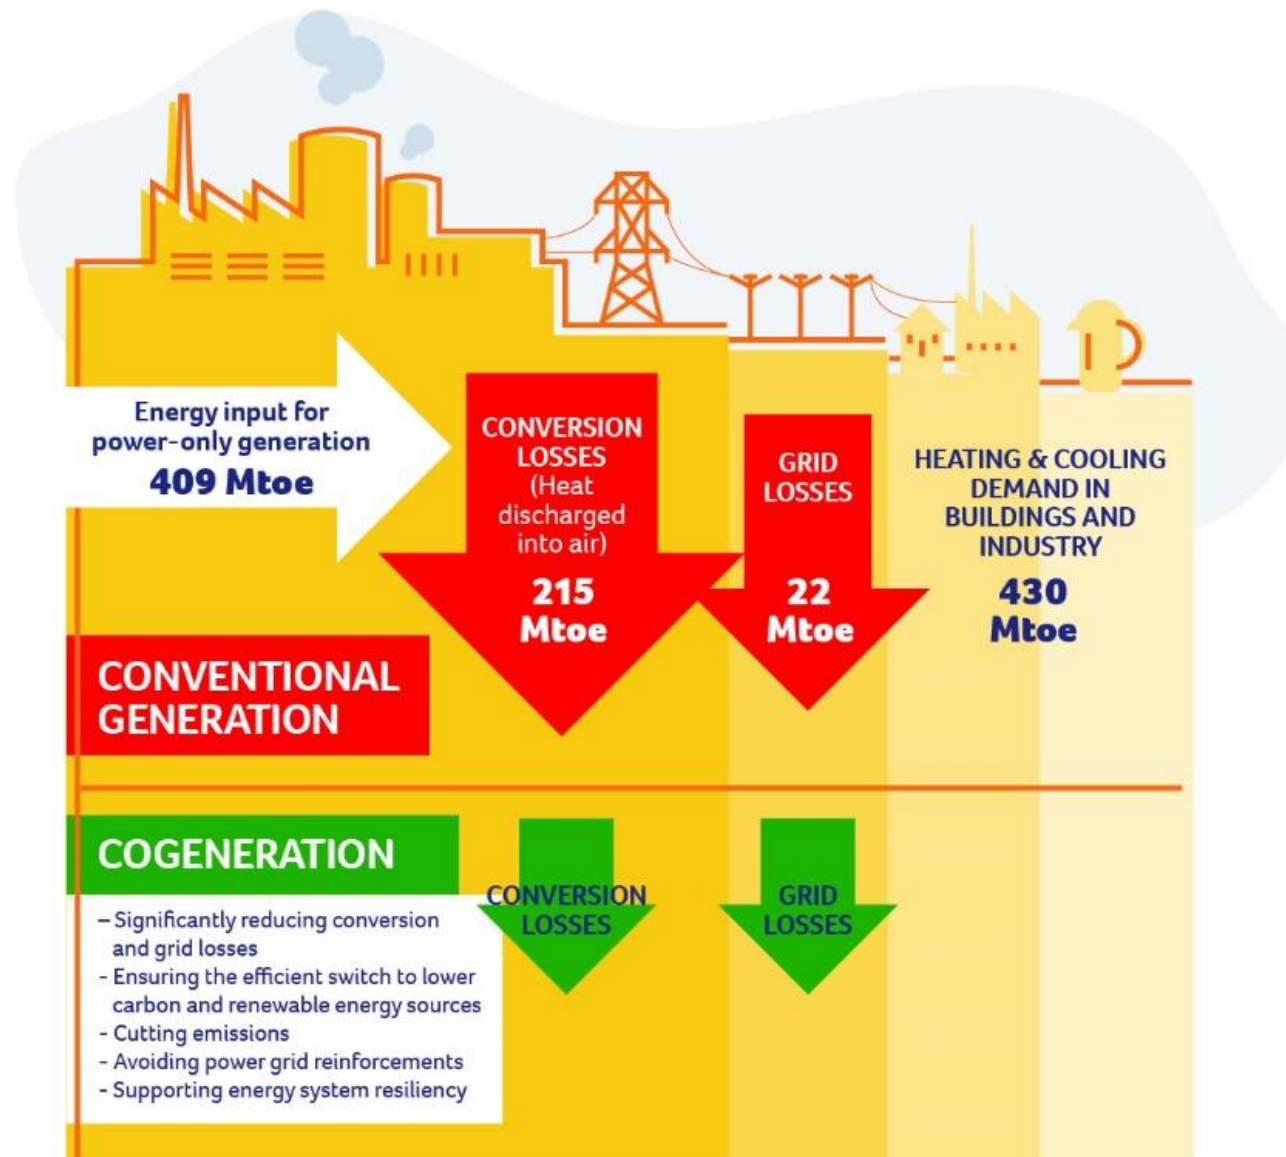 Energy input for
power-only generation
409 Mtoe
CONVERSION
LOSSES
(Heat
discharged
into air)
215
Mtoe
GRID
LOSSES
22
Mtoe
HEATING & COOLING
DEMAND IN
BUILDINGS AND
INDUSTRY
430
Mtoe
CONVENTIONAL
GENERATION
COGENERATION
– Significantly reducing conversion
and grid losses
- Ensuring the efficient switch to lower
carbon and renewable energy sources
- Cutting emissions
- Avoiding power grid reinforcements
- Supporting energy system resiliency
CONVERSION
LOSSES
GRID
LOSSES